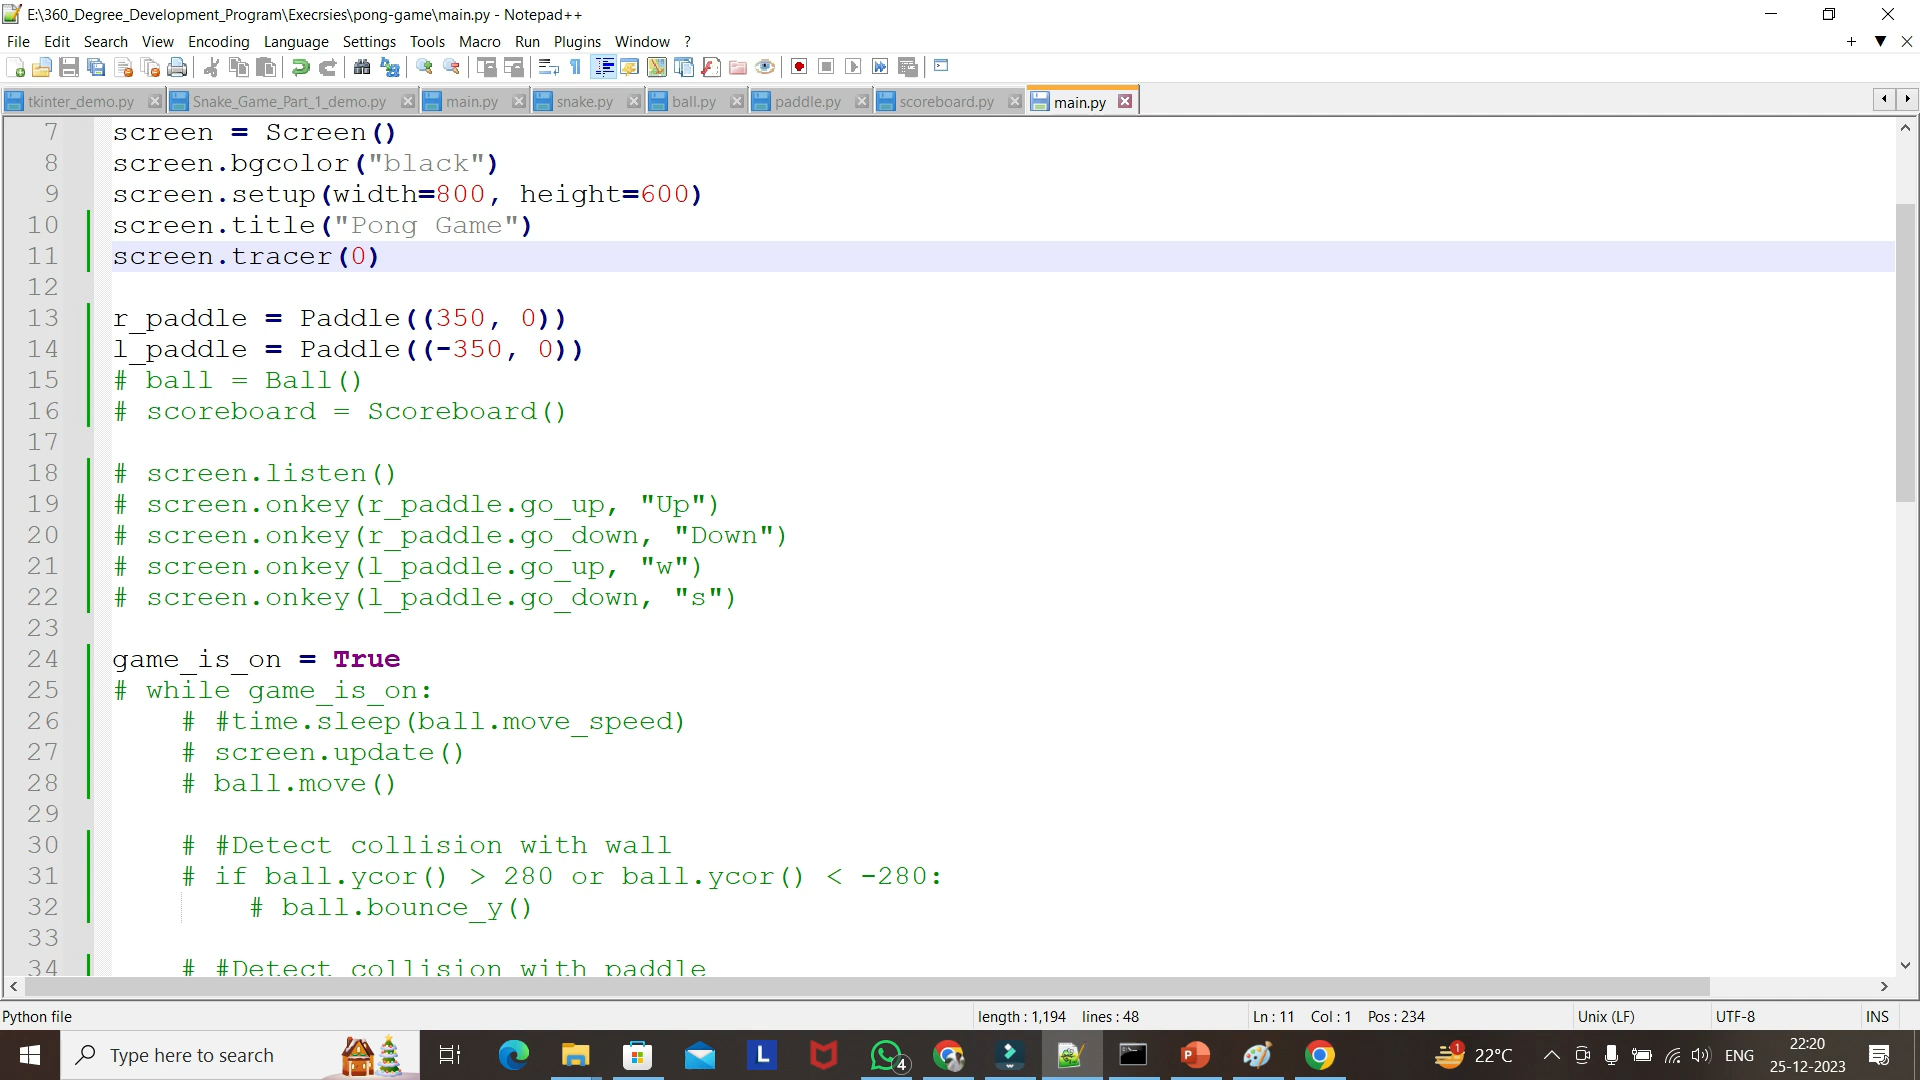 E:\360_Degree_Development_Program\Execrsies\pong-game\main.py - Notepad++
File Edit Search View Encoding Language Settings Tools Macro Run Plugins Window ?
tkinter_demo.py Snake_Game_Part_1_demo.py main.py snake.py ball.py paddle.py scoreboard.py main.py
7 screen = Screen()
8 screen.bgcolor("black")
9 screen.setup(width=800, height=600)
10 screen.title("Pong Game")
11 screen.tracer(0)
12
13 r_paddle = Paddle((350, 0))
14 l_paddle = Paddle((-350, 0))
15 # ball = Ball()
16 # scoreboard = Scoreboard()
17
18 # screen.listen()
19 # screen.onkey(r_paddle.go_up, "Up")
20 # screen.onkey(r_paddle.go_down, "Down")
21 # screen.onkey(l_paddle.go_up, "w")
22 # screen.onkey(l_paddle.go_down, "s")
23
24 game_is_on = True
25 # while game_is_on:
26 # #time.sleep(ball.move_speed)
27 # screen.update()
28 # ball.move()
29
30 # #Detect collision with wall
31 # if ball.ycor() > 280 or ball.ycor() < -280:
32 # ball.bounce_y()
33
34 # #Detect collision with paddle
Python file length : 1,194 lines : 48 Ln : 11 Col : 1 Pos : 234 Unix (LF) UTF-8 INS
Type here to search L 4 P 1 22°C ENG 22:20
25-12-2023